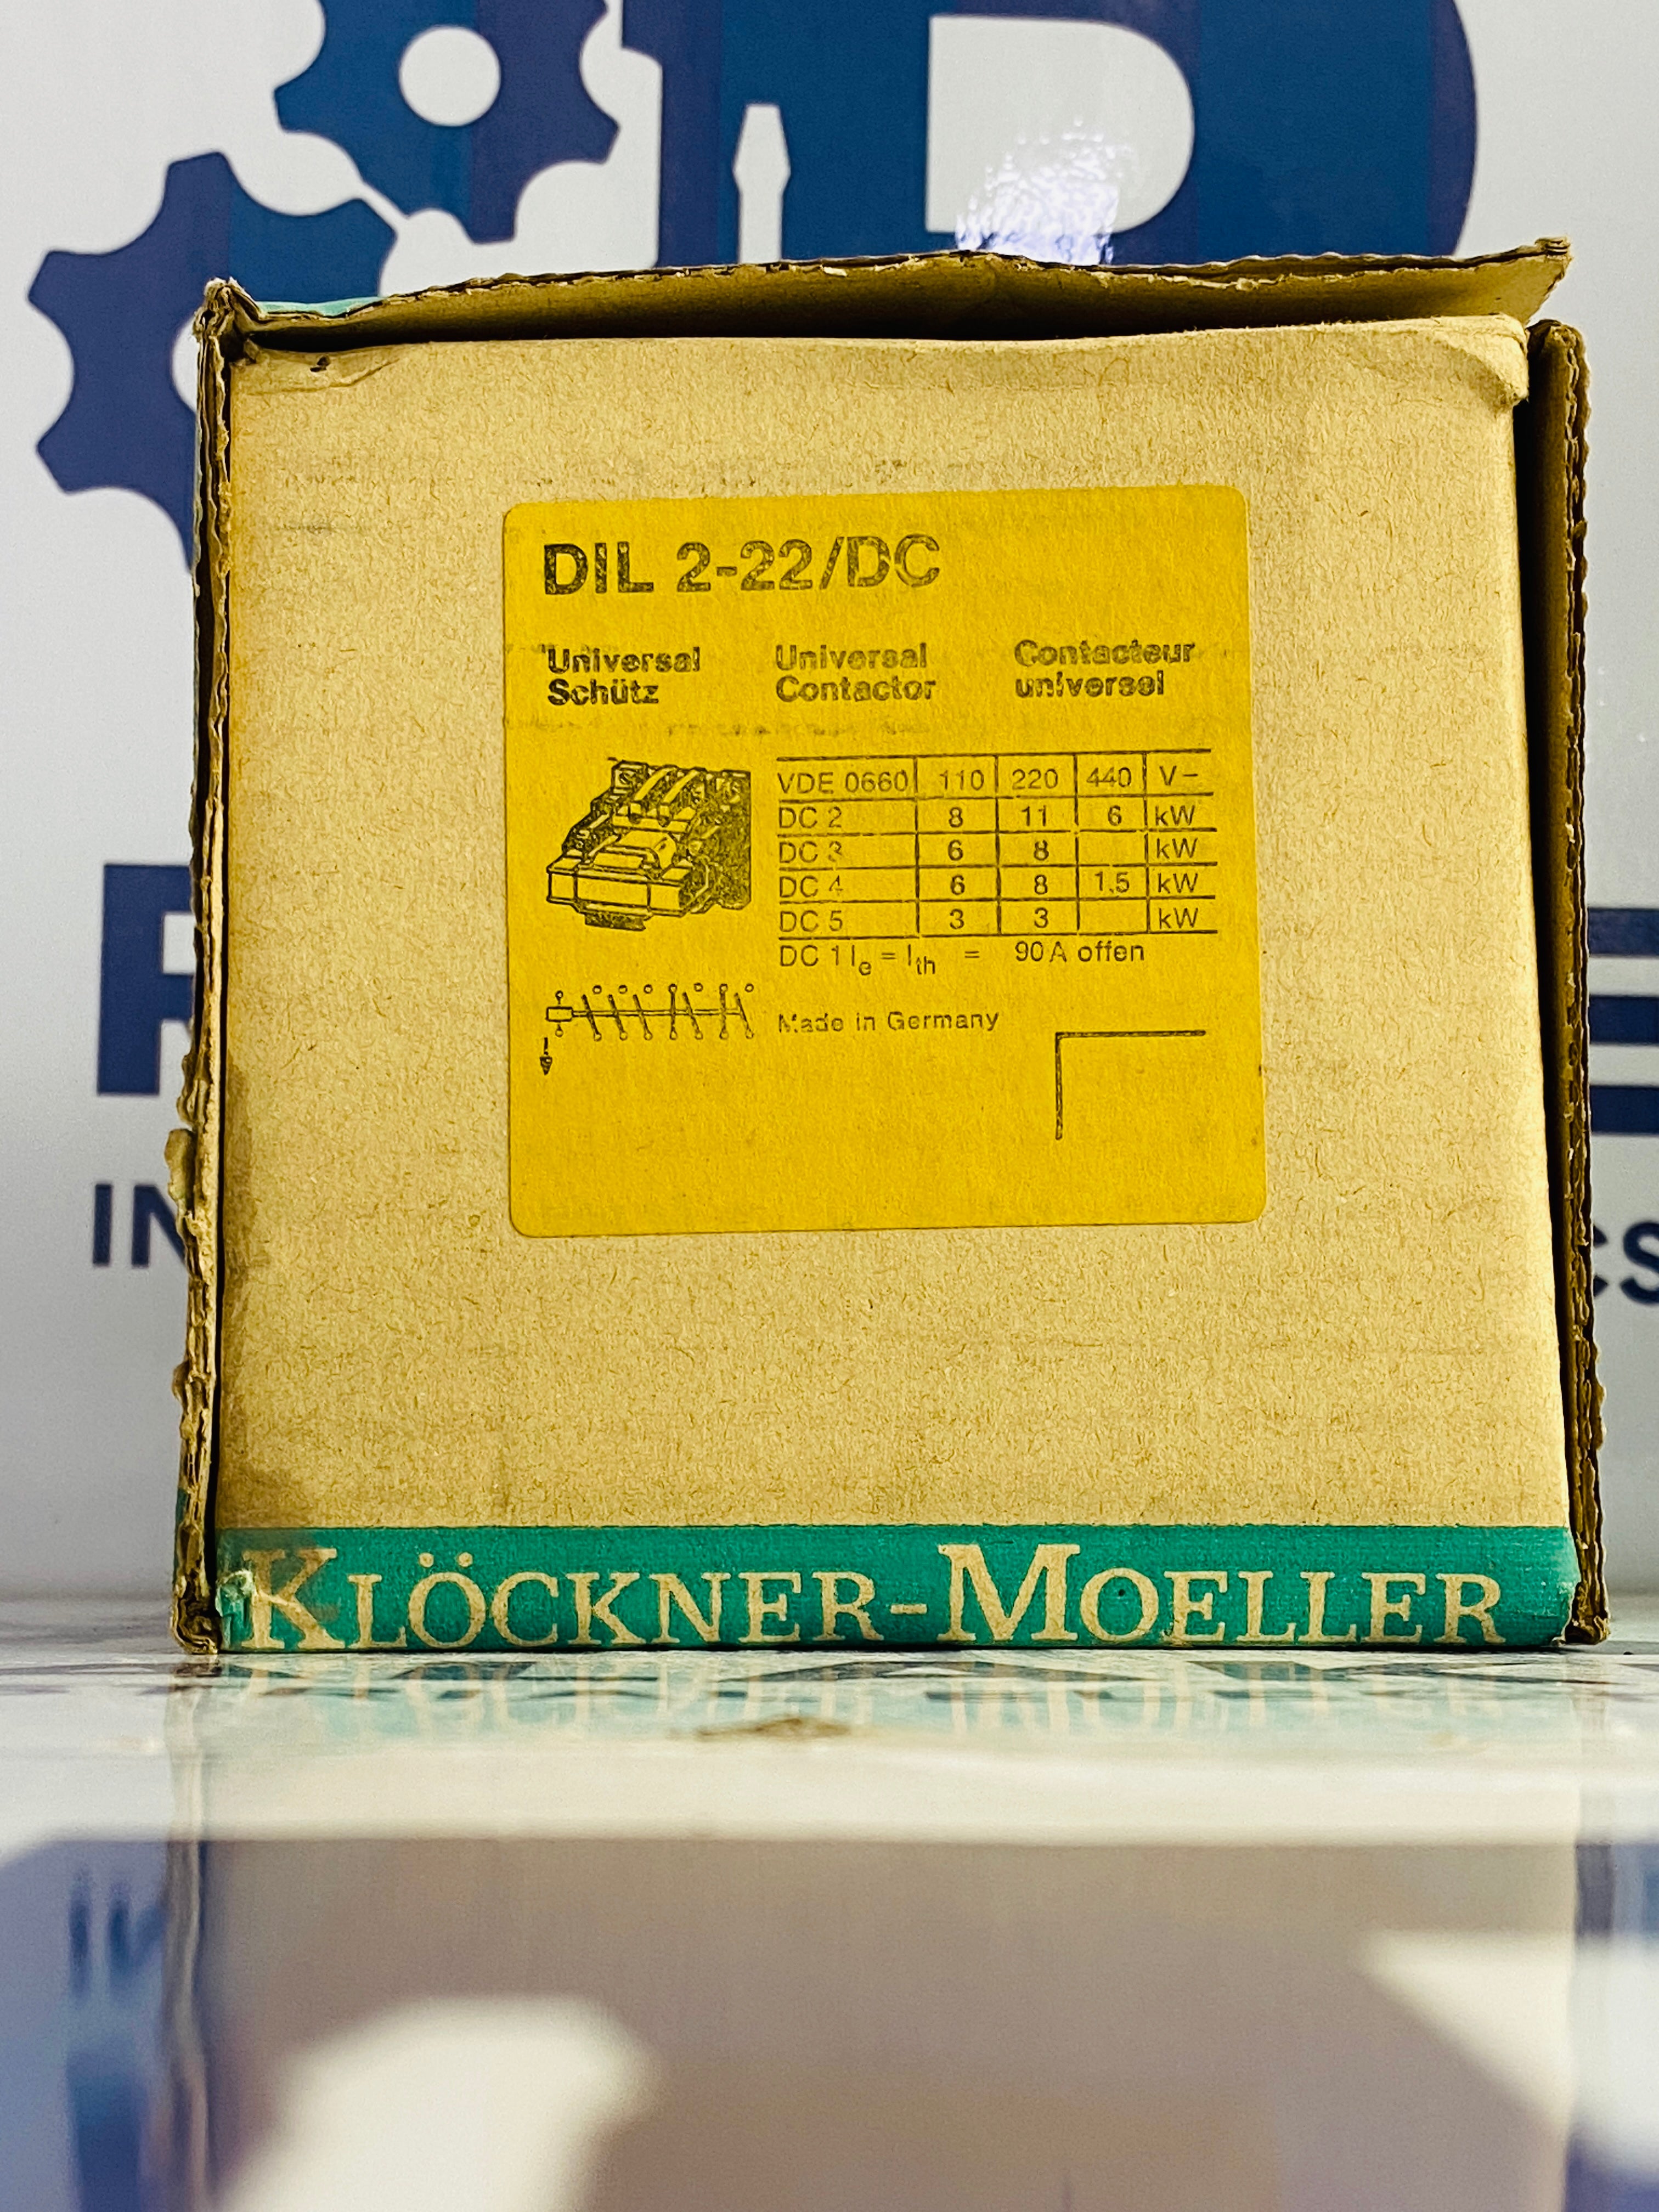 DIL 2-22/DC
Universal Schütz
Universal Contactor
Contacteur universel
VDE 0660 110 220 440 V–
DC 2 8 11 6 kW
DC 3 6 8 kW
DC 4 6 8 1,5 kW
DC 5 3 3 kW
DC 1 Ie = Ith = 90 A offen
Made in Germany
KLÖCKNER-MOELLER